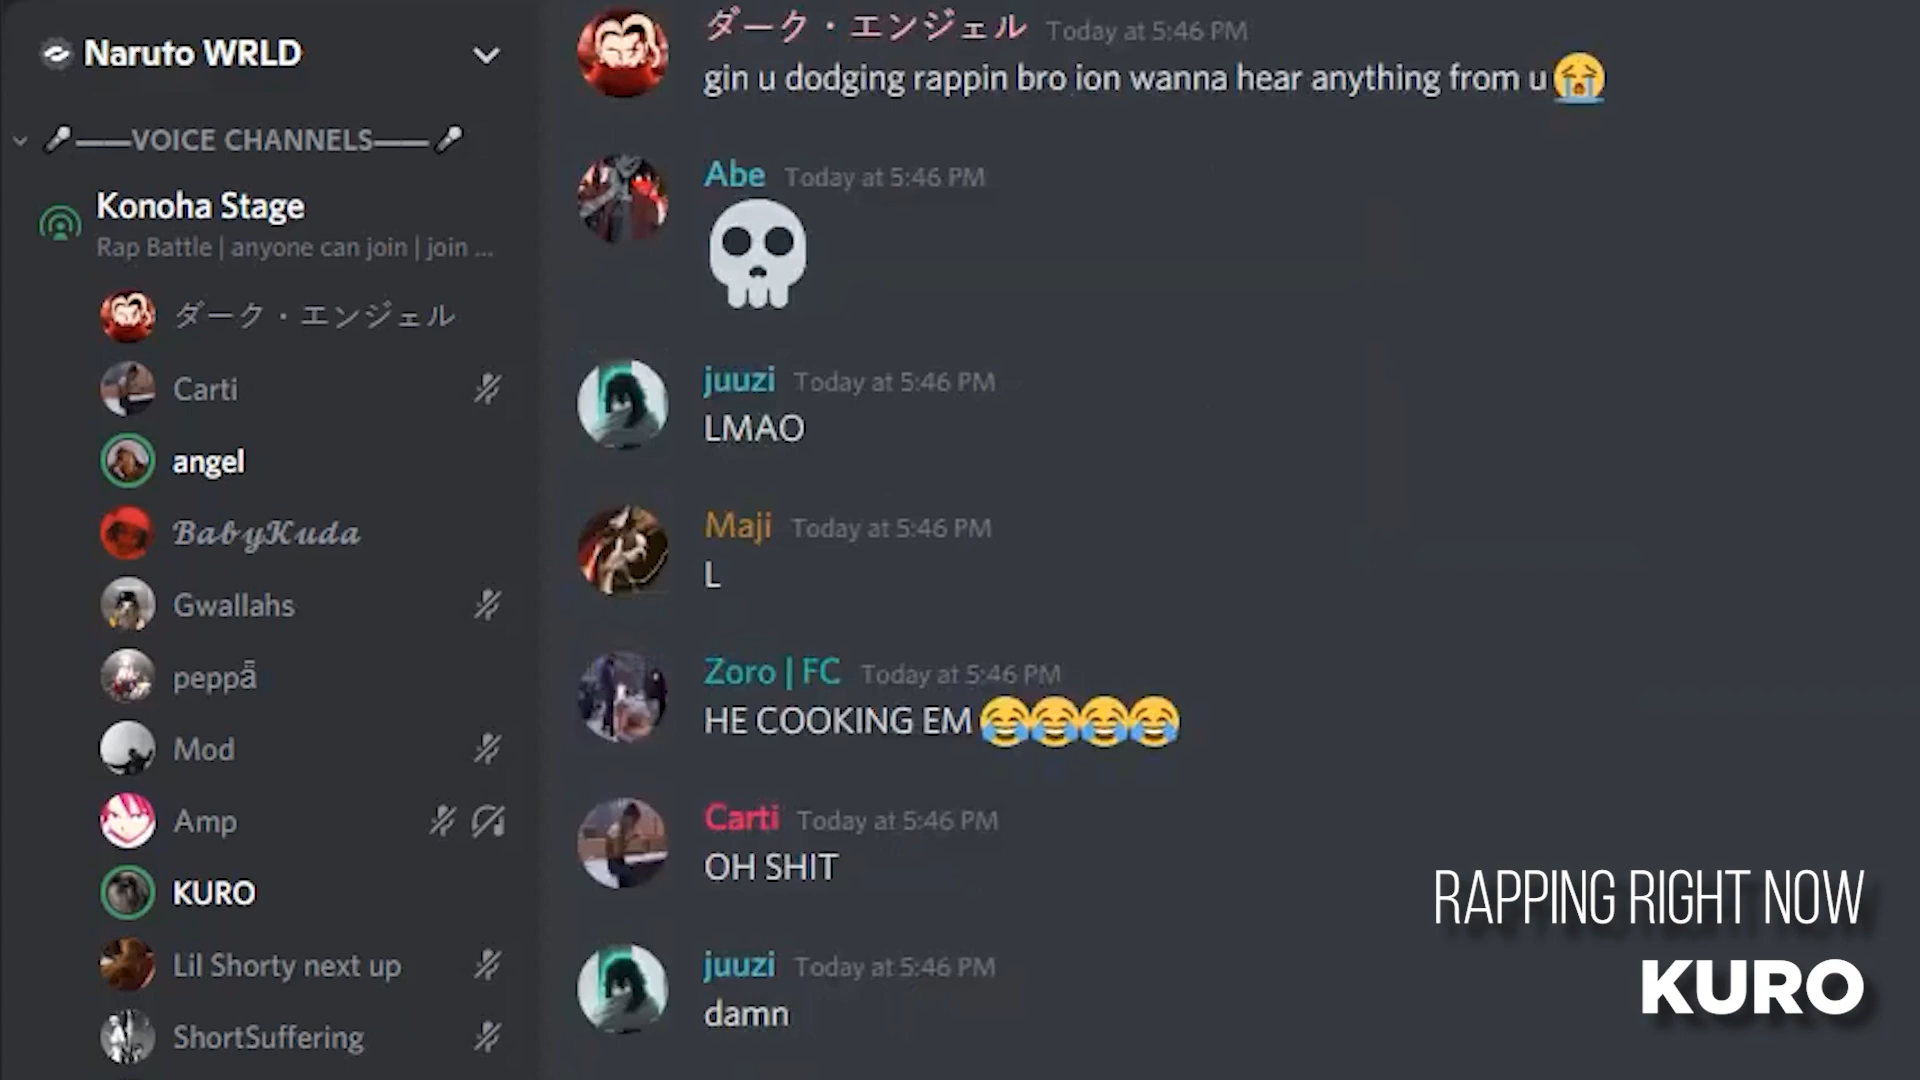 Naruto WRLD
🎤——VOICE CHANNELS——🎤
Konoha Stage
Rap Battle | anyone can join | join ...
ダーク・エンジェル
Carti
angel
𝓑𝓪𝓫𝔂𝓚𝓾𝓭𝓪
Gwallahs
peppǟ
Mod
Amp
KURO
Lil Shorty next up
ShortSuffering
ダーク・エンジェル Today at 5:46 PM
gin u dodging rappin bro ion wanna hear anything from u😭
Abe Today at 5:46 PM
💀
juuzi Today at 5:46 PM
LMAO
Maji Today at 5:46 PM
L
Zoro | FC Today at 5:46 PM
HE COOKING EM 😂😂😂😂
Carti Today at 5:46 PM
OH SHIT
juuzi Today at 5:46 PM
damn
RAPPING RIGHT NOW
KURO